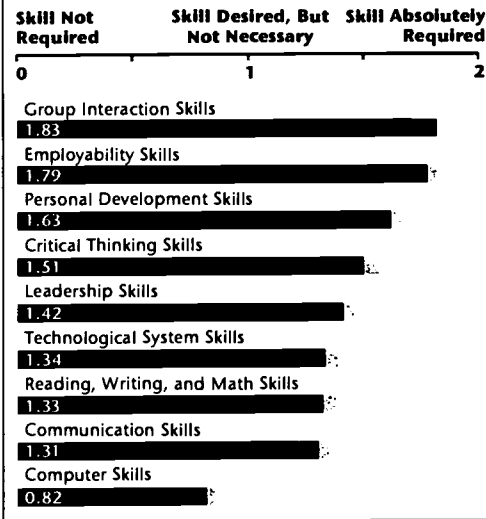 Skill Not Skill Desired, But Skill Absolutely
Required Not Necessary Required
0 1 2
Group Interaction Skills
1.83
Employability Skills
1.79
Personal Development Skills
1.63
Critical Thinking Skills
1.51
Leadership Skills
1.42
Technological System Skills
1.34
Reading, Writing, and Math Skills
1.33
Communication Skills
1.31
Computer Skills
0.82